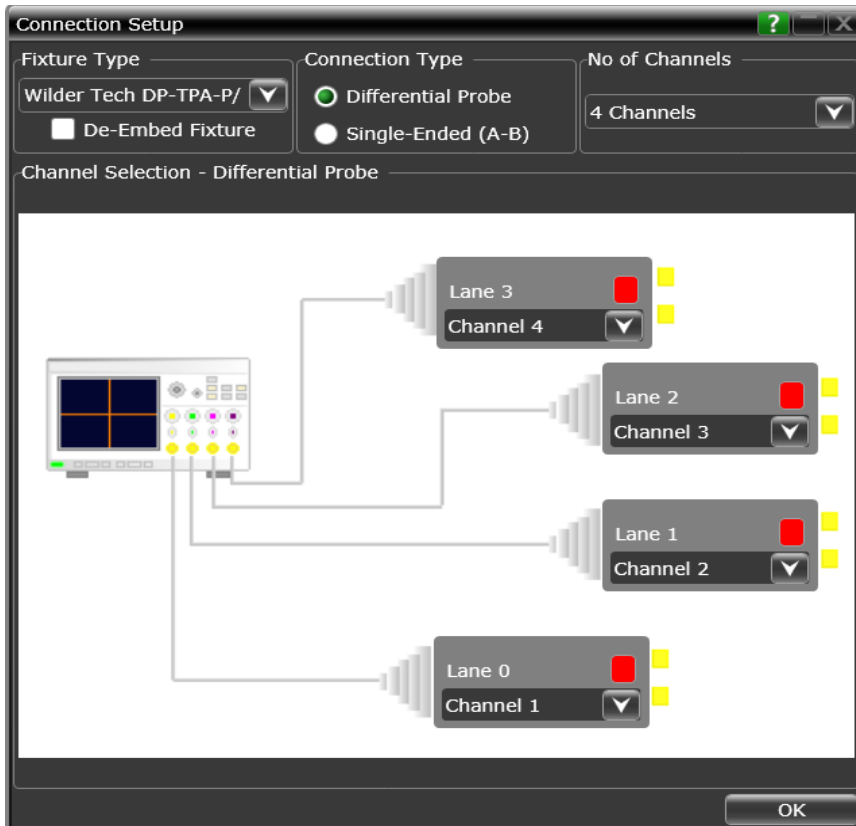 Connection Setup
?
Fixture Type
Connection Type
No of Channels
Wilder Tech DP-TPA-P/
Differential Probe
4 Channels
De-Embed Fixture
Single-Ended (A-B)
Channel Selection - Differential Probe
Lane 3
Channel 4
Lane 2
Channel 3
Lane 1
Channel 2
Lane 0
Channel 1
OK